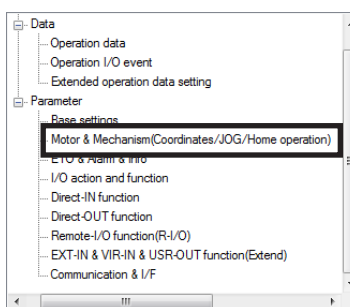 Data
Operation data
Operation I/O event
Extended operation data setting
Parameter
Base settings
Motor & Mechanism(Coordinates/JOG/Home operation)
ETO & Alarm & Info
I/O action and function
Direct-IN function
Direct-OUT function
Remote-I/O function(R-I/O)
EXT-IN & VIR-IN & USR-OUT function(Extend)
Communication & I/F